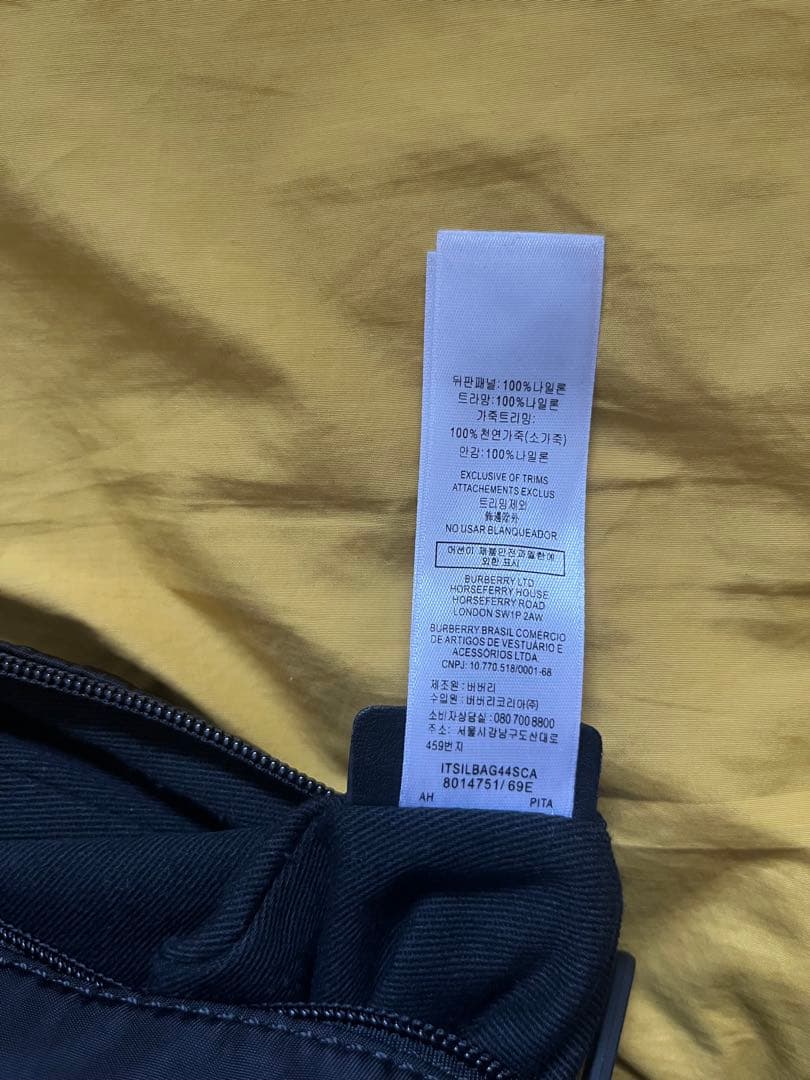 뒤판패널: 100%나일론
트라망: 100%나일론
가죽트리밍:
100%천연가죽(소가죽)
안감: 100%나일론
EXCLUSIVE OF TRIMS
ATTACHEMENTS EXCLUS
트리밍제외
NO USAR BLANQUEADOR
외한 표시
BURBERRY LTD
HORSEFERRY HOUSE
HORSEFERRY ROAD
LONDON SW1P 2AW
BURBERRY BRASIL COMERCIO
DE ARTIGOS DE VESTUÁRIO E
ACESSÓRIOS LTDA
CNPJ: 10.770.518/0001-68
제조원: 버버리
수입원: 버버리코리아(주)
소비자상담실: 080 700 8800
주소: 서울시강남구도산대로
459번지
ITSILBAG44SCA
8014751/ 69E
AH PITA